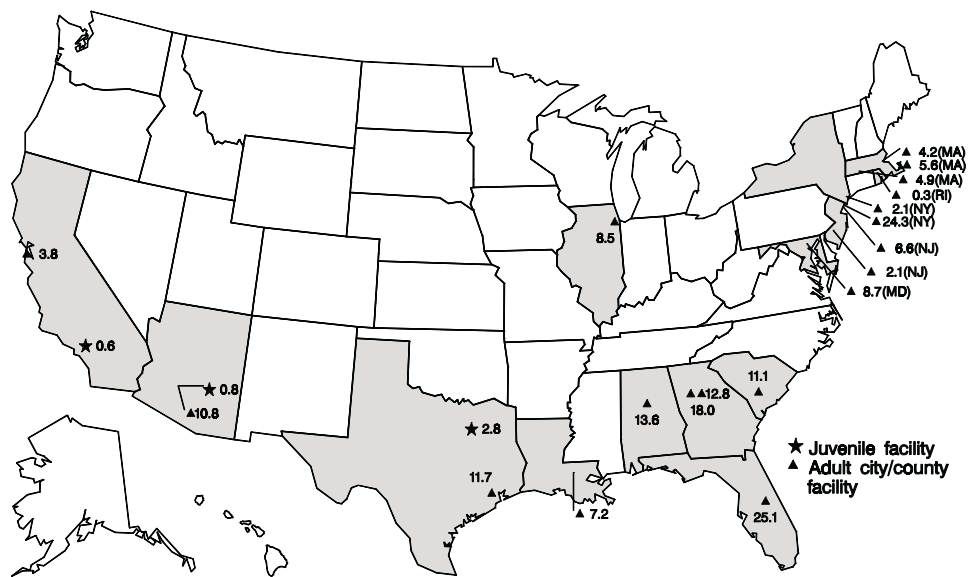 4.2(MA)
5.6(MA)
4.9(MA)
0.3(RI)
2.1(NY)
24.3(NY)
8.5
6.6(NJ)
3.8
2.1(NJ)
8.7(MD)
0.6
11.1
0.8
12.8
10.8
18.0
13.6
2.8
Juvenile facility
Adult city/county
facility
11.7
7.2
25.1